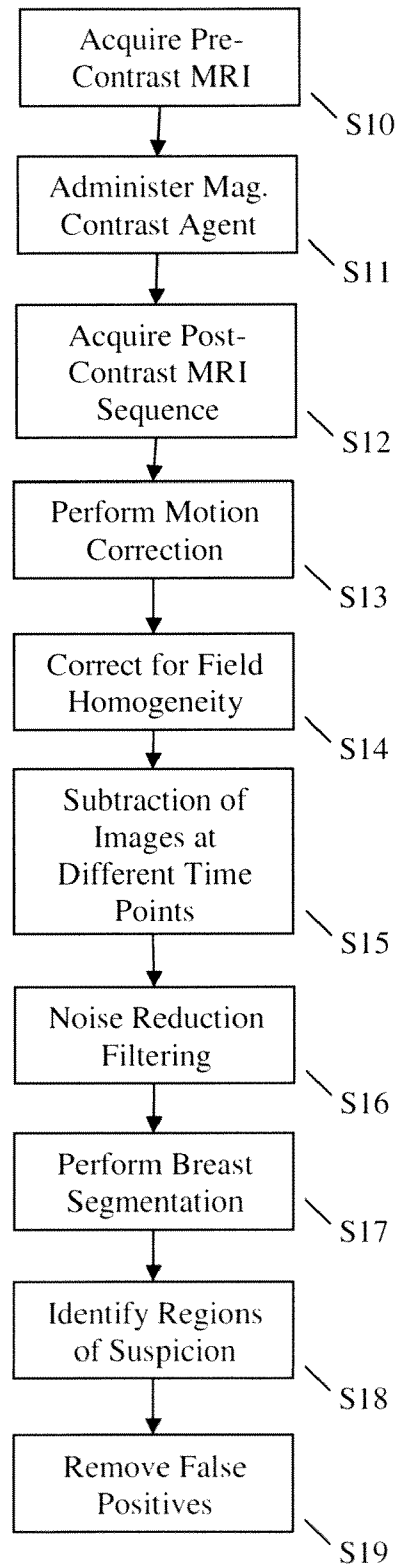 Acquire Pre-
Contrast MRI
S10
Administer Mag.
Contrast Agent
S11
Acquire Post-
Contrast MRI
Sequence
S12
Perform Motion
Correction
S13
Correct for Field
Homogeneity
S14
Subtraction of
Images at
Different Time
Points
S15
Noise Reduction
Filtering
S16
Perform Breast
Segmentation
S17
Identify Regions
of Suspicion
S18
Remove False
Positives
S19